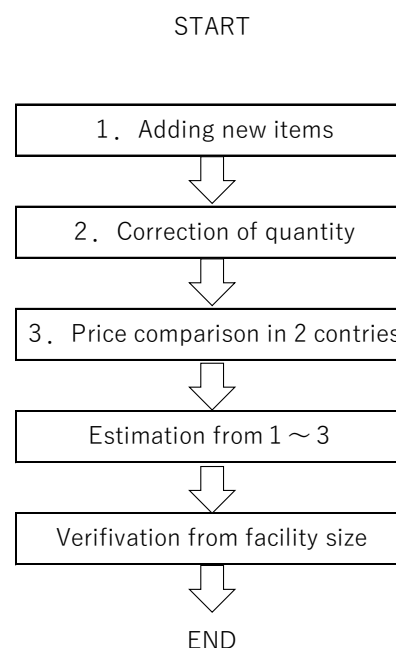 START
1．Adding new items
2．Correction of quantity
3．Price comparison in 2 contries
Estimation from 1～3
Verifivation from facility size
END